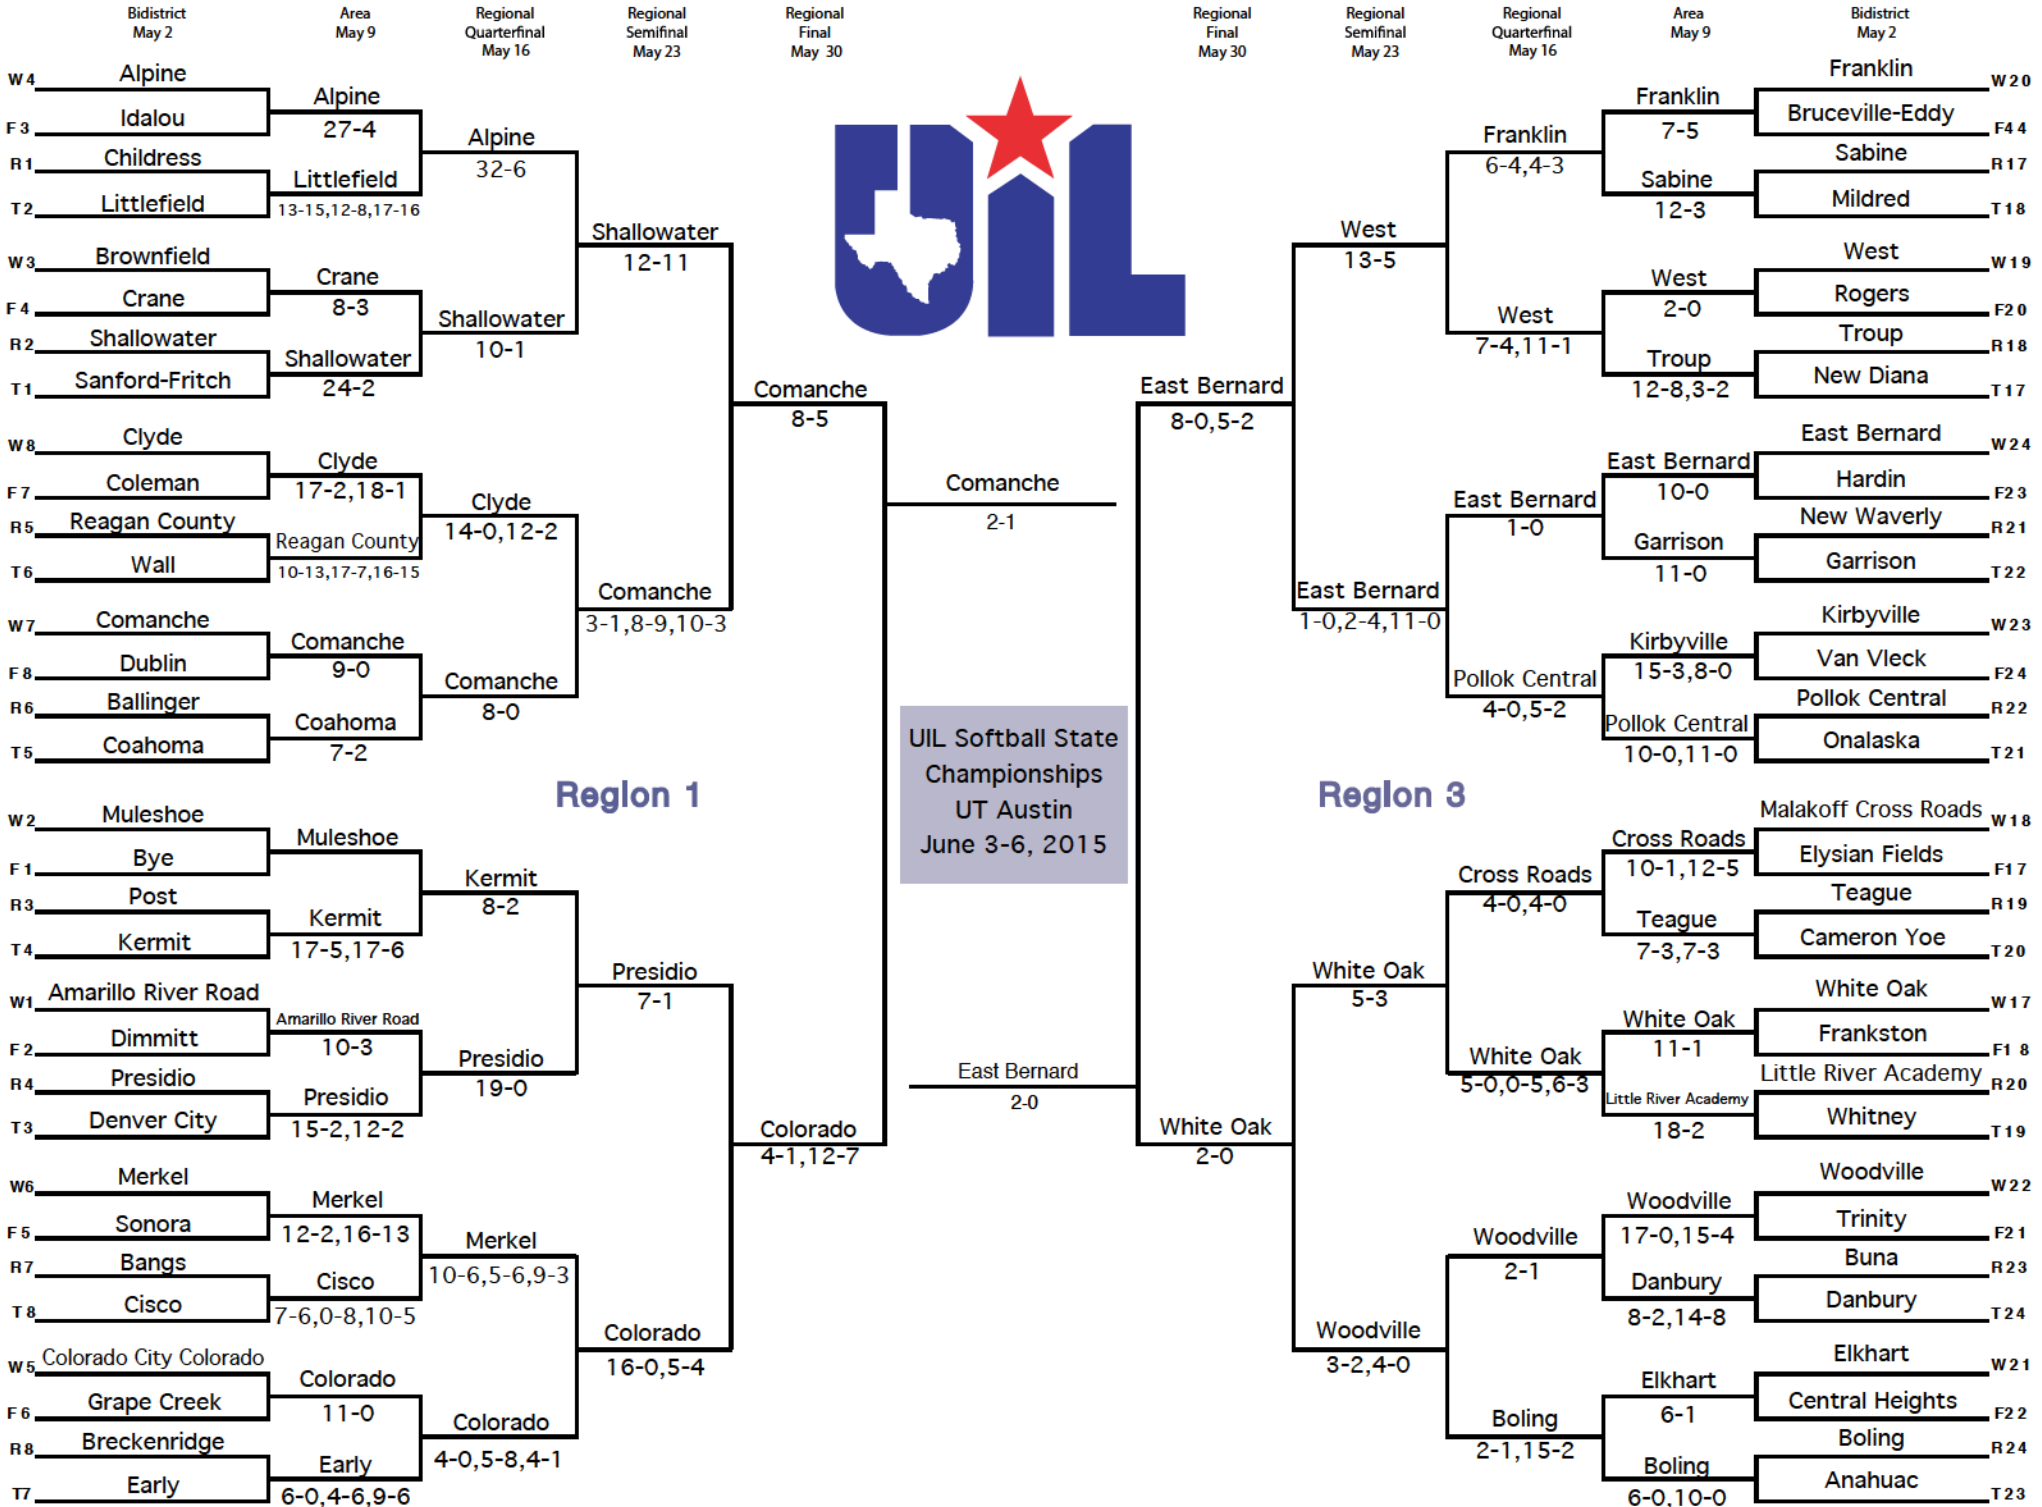 Bidistrict
May 2
Area
May 9
Regional
Quarterfinal
May 16
Regional
Semifinal
May 23
Regional
Final
May 30
Regional
Final
May 30
Regional
Semifinal
May 23
Regional
Quarterfinal
May 16
Area
May 9
Bidistrict
May 2
W4 Alpine
F3 Idalou
R1 Childress
T2 Littlefield
W3 Brownfield
F4 Crane
R2 Shallowater
T1 Sanford-Fritch
W8 Clyde
F7 Coleman
R5 Reagan County
T6 Wall
W7 Comanche
F8 Dublin
R6 Ballinger
T5 Coahoma
W2 Muleshoe
F1 Bye
R3 Post
T4 Kermit
W1 Amarillo River Road
F2 Dimmitt
R4 Presidio
T3 Denver City
W6 Merkel
F5 Sonora
R7 Bangs
T8 Cisco
W5 Colorado City Colorado
F6 Grape Creek
R8 Breckenridge
T7 Early
Alpine
27-4
Littlefield
13-15,12-8,17-16
Crane
8-3
Shallowater
24-2
Clyde
17-2,18-1
Reagan County
10-13,17-7,16-15
Comanche
9-0
Coahoma
7-2
Muleshoe
Kermit
17-5,17-6
Amarillo River Road
10-3
Presidio
15-2,12-2
Merkel
12-2,16-13
Cisco
7-6,0-8,10-5
Colorado
11-0
Early
6-0,4-6,9-6
Alpine
32-6
Shallowater
10-1
Clyde
14-0,12-2
Comanche
8-0
Kermit
8-2
Presidio
19-0
Merkel
10-6,5-6,9-3
Colorado
4-0,5-8,4-1
Shallowater
12-11
Comanche
3-1,8-9,10-3
Presidio
7-1
Colorado
16-0,5-4
Comanche
8-5
Colorado
4-1,12-7
Region 1
UIL
Comanche
2-1
UIL Softball State
Championships
UT Austin
June 3-6, 2015
East Bernard
2-0
Region 3
East Bernard
8-0,5-2
White Oak
2-0
West
13-5
East Bernard
1-0,2-4,11-0
White Oak
5-3
Woodville
3-2,4-0
Franklin
6-4,4-3
West
7-4,11-1
East Bernard
1-0
Pollok Central
4-0,5-2
Cross Roads
4-0,4-0
White Oak
5-0,0-5,6-3
Woodville
2-1
Boling
2-1,15-2
Franklin
7-5
Sabine
12-3
West
2-0
Troup
12-8,3-2
East Bernard
10-0
Garrison
11-0
Kirbyville
15-3,8-0
Pollok Central
10-0,11-0
Cross Roads
10-1,12-5
Teague
7-3,7-3
White Oak
11-1
Little River Academy
18-2
Woodville
17-0,15-4
Danbury
8-2,14-8
Elkhart
6-1
Boling
6-0,10-0
Franklin W20
Bruceville-Eddy F44
Sabine R17
Mildred T18
West W19
Rogers F20
Troup R18
New Diana T17
East Bernard W24
Hardin F23
New Waverly R21
Garrison T22
Kirbyville W23
Van Vleck F24
Pollok Central R22
Onalaska T21
Malakoff Cross Roads W18
Elysian Fields F17
Teague R19
Cameron Yoe T20
White Oak W17
Frankston F18
Little River Academy R20
Whitney T19
Woodville W22
Trinity F21
Buna R23
Danbury T24
Elkhart W21
Central Heights F22
Boling R24
Anahuac T23